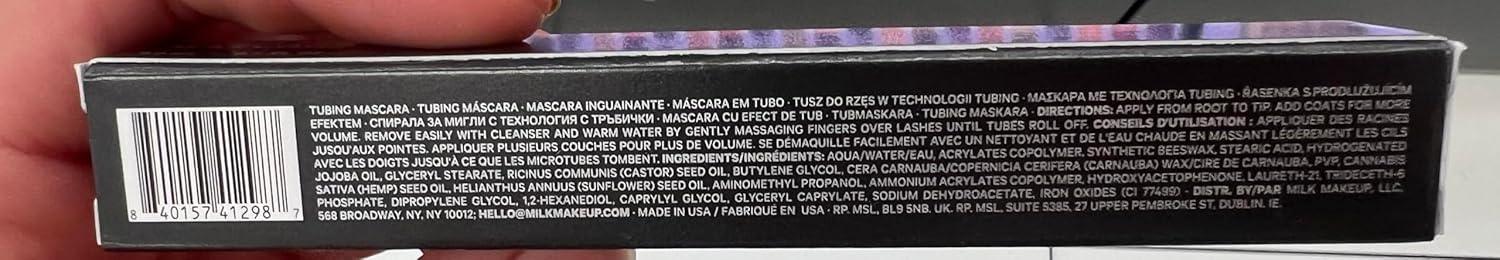 TUBING MASCARA · TUBING MÁSCARA · MASCARA INGUAINANTE · MÁSCARA EM TUBO · TUSZ DO RZĘS W TECHNOLOGII TUBING · ΜΑΣΚΑΡΑ ΜΕ ΤΕΧΝΟΛΟΓΙΑ TUBING · ŘASENKA S PRODLUŽUJÍCÍM
EFEKTEM · СПИРАЛА ЗА МИГЛИ С ТЕХНОЛОГИЯ С ТРЪБИЧКИ · MASCARA CU EFECT DE TUB · TUBMASKARA · TUBING MASKARA · DIRECTIONS: APPLY FROM ROOT TO TIP. ADD COATS FOR MORE
VOLUME. REMOVE EASILY WITH CLEANSER AND WARM WATER BY GENTLY MASSAGING FINGERS OVER LASHES UNTIL TUBES ROLL OFF. CONSEILS D'UTILISATION : APPLIQUER DES RACINES
JUSQU'AUX POINTES. APPLIQUER PLUSIEURS COUCHES POUR PLUS DE VOLUME. SE DÉMAQUILLE FACILEMENT AVEC UN NETTOYANT ET DE L'EAU CHAUDE EN MASSANT LÉGÈREMENT LES CILS
AVEC LES DOIGTS JUSQU'À CE QUE LES MICROTUBES TOMBENT. INGREDIENTS/INGRÉDIENTS: AQUA/WATER/EAU, ACRYLATES COPOLYMER, SYNTHETIC BEESWAX, STEARIC ACID, HYDROGENATED
JOJOBA OIL, GLYCERYL STEARATE, RICINUS COMMUNIS (CASTOR) SEED OIL, BUTYLENE GLYCOL, CERA CARNAUBA/COPERNICIA CERIFERA (CARNAUBA) WAX/CIRE DE CARNAUBA, PVP, CANNABIS
SATIVA (HEMP) SEED OIL, HELIANTHUS ANNUUS (SUNFLOWER) SEED OIL, AMINOMETHYL PROPANOL, AMMONIUM ACRYLATES COPOLYMER, HYDROXYACETOPHENONE, LAURETH-21, TRIDECETH-6
PHOSPHATE, DIPROPYLENE GLYCOL, 1,2-HEXANEDIOL, CAPRYLYL GLYCOL, GLYCERYL CAPRYLATE, SODIUM DEHYDROACETATE, IRON OXIDES (CI 77499) · DISTR. BY/PAR MILK MAKEUP, LLC.
568 BROADWAY, NY, NY 10012; HELLO@MILKMAKEUP.COM · MADE IN USA / FABRIQUÉ EN USA · RP. MSL, BL9 5NB. UK. RP. MSL. SUITE 5385, 27 UPPER PEMBROKE ST, DUBLIN. IE.
8 40157 41298 7